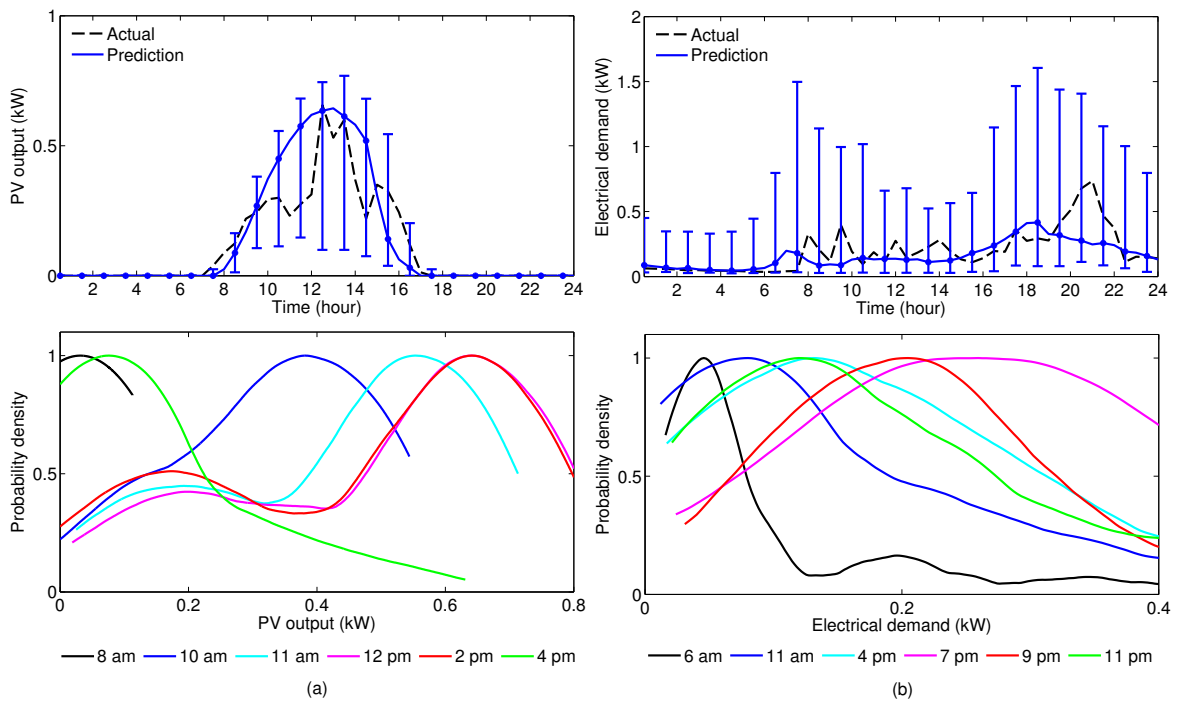 1
0.5
0
PV output (kW)
Actual
Prediction
2 4 6 8 10 12 14 16 18 20 22 24
Time (hour)
2
1.5
1
0.5
0
Electrical demand (kW)
Actual
Prediction
2 4 6 8 10 12 14 16 18 20 22 24
Time (hour)
1
0.5
0
Probability density
0 0.2 0.4 0.6 0.8
PV output (kW)
8 am 10 am 11 am 12 pm 2 pm 4 pm
(a)
1
0.5
0
Probability density
0 0.2 0.4
Electrical demand (kW)
6 am 11 am 4 pm 7 pm 9 pm 11 pm
(b)